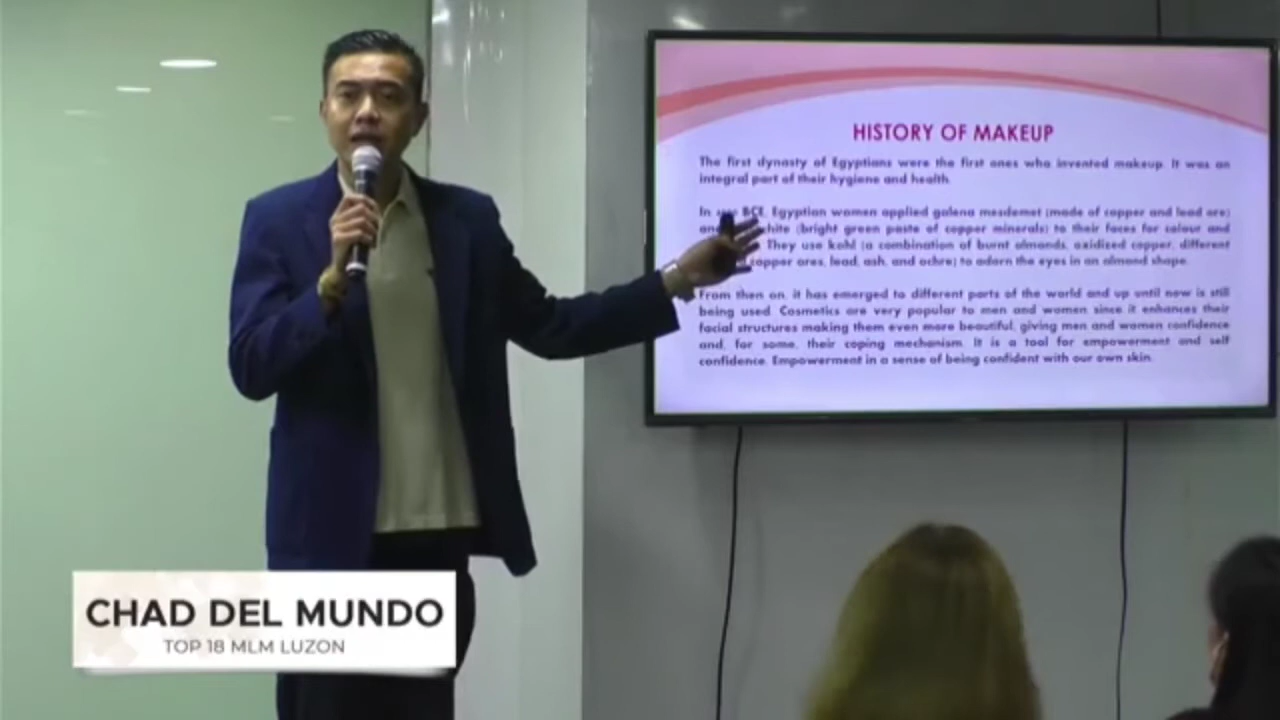 HISTORY OF MAKEUP
The first dynasty of Egyptians were the first ones who invented makeup. It was an
integral part of their hygiene and health.
In BCE, Egyptian women applied galena mesdemet (made of copper and lead ore)
(bright green paste of copper minerals) to their faces for colour and
They use kohl (a combination of burnt almonds, oxidized copper, different
copper ores, lead, ash, and ochre) to adorn the eyes in an almond shape.
From then on, it has emerged to different parts of the world and up until now is still
being used. Cosmetics are very popular to men and women since it enhances their
facial structures making them even more beautiful, giving men and women confidence
and, for some, their coping mechanism. It is a tool for empowerment and self
confidence. Empowerment in a sense of being confident with our own skin.
CHAD DEL MUNDO
TOP 18 MLM LUZON